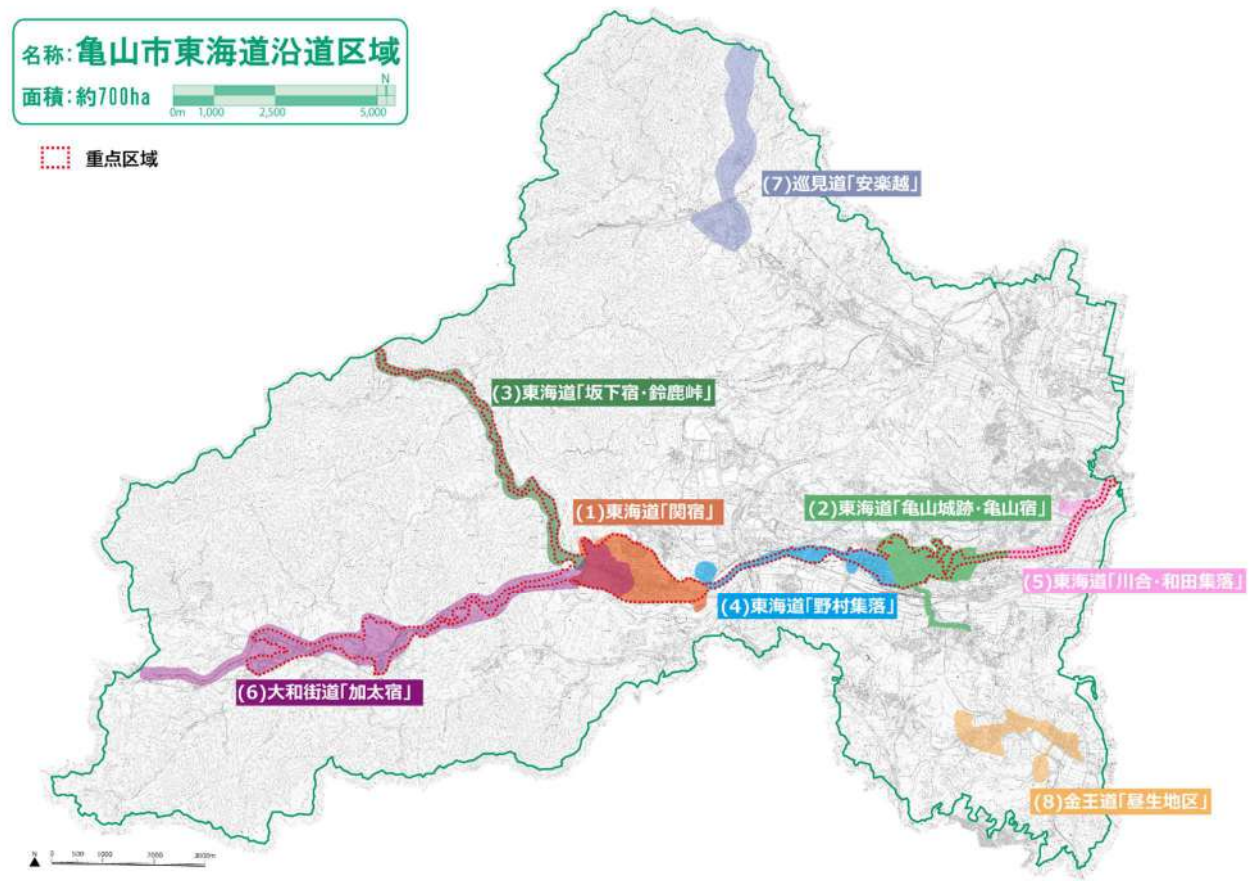 名称:亀山市東海道沿道区域
面積:約700ha
N
0m 1,000 2,500 5,000
重点区域
(7)巡見道「安楽越」
(3)東海道「坂下宿・鈴鹿峠」
(1)東海道「関宿」
(2)東海道「亀山城跡・亀山宿」
(5)東海道「川合・和田集落」
(4)東海道「野村集落」
(6)大和街道「加太宿」
(8)金王道「昼生地区」
N 0 500 1000 2000 3000m